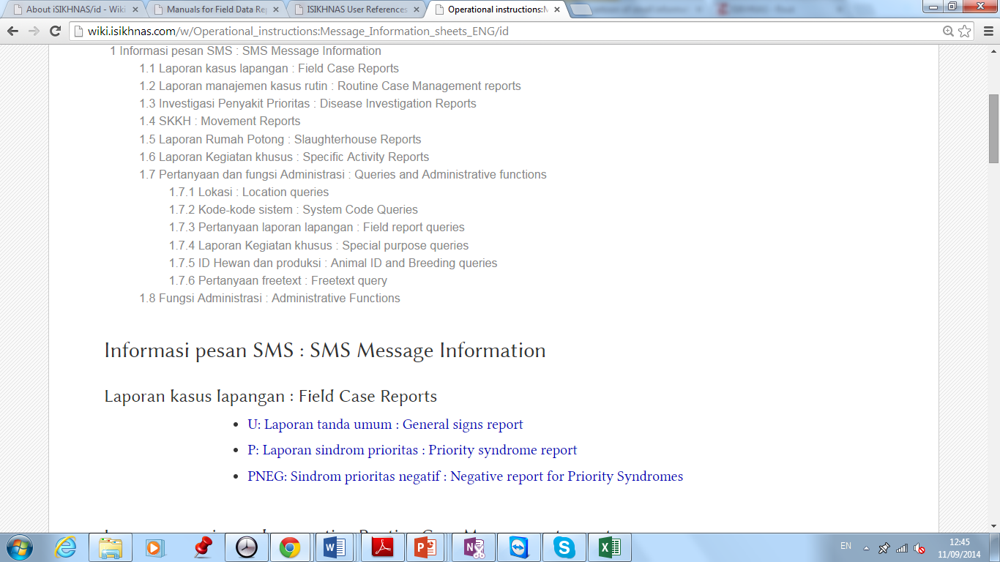 About iSIKHNAS/id - Wiki
Manuals for Field Data Rep
ISIKHNAS User References
Operational instructions:M
wiki.isikhnas.com/w/Operational_instructions:Message_Information_sheets_ENG/id
1 Informasi pesan SMS : SMS Message Information
1.1 Laporan kasus lapangan : Field Case Reports
1.2 Laporan manajemen kasus rutin : Routine Case Management reports
1.3 Investigasi Penyakit Prioritas : Disease Investigation Reports
1.4 SKKH : Movement Reports
1.5 Laporan Rumah Potong : Slaughterhouse Reports
1.6 Laporan Kegiatan khusus : Specific Activity Reports
1.7 Pertanyaan dan fungsi Administrasi : Queries and Administrative functions
1.7.1 Lokasi : Location queries
1.7.2 Kode-kode sistem : System Code Queries
1.7.3 Pertanyaan laporan lapangan : Field report queries
1.7.4 Laporan Kegiatan khusus : Special purpose queries
1.7.5 ID Hewan dan produksi : Animal ID and Breeding queries
1.7.6 Pertanyaan freetext : Freetext query
1.8 Fungsi Administrasi : Administrative Functions
Informasi pesan SMS : SMS Message Information
Laporan kasus lapangan : Field Case Reports
• U: Laporan tanda umum : General signs report
• P: Laporan sindrom prioritas : Priority syndrome report
• PNEG: Sindrom prioritas negatif : Negative report for Priority Syndromes
EN
12:45
11/09/2014